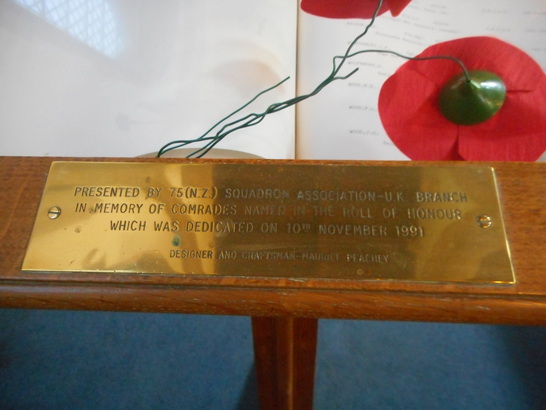 PRESENTED BY 75(N.Z.) SQUADRON ASSOCIATION-U.K. BRANCH
IN MEMORY OF COMRADES NAMED IN THE ROLL OF HONOUR
WHICH WAS DEDICATED ON 10TH NOVEMBER 1991
DESIGNER AND CRAFTSMAN-MAURICE PEACHEY